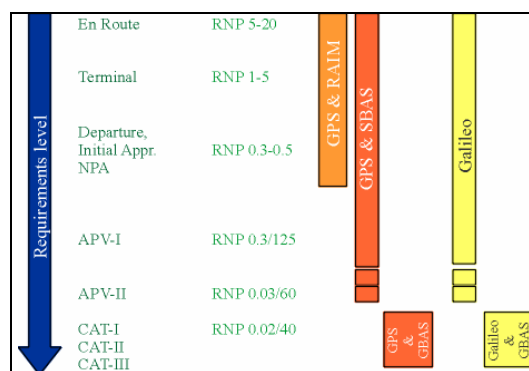 En Route RNP 5-20
Terminal RNP 1-5
Departure,
Initial Appr. RNP 0.3-0.5
NPA
APV-I RNP 0.3/125
APV-II RNP 0.03/60
CAT-I RNP 0.02/40
CAT-II
CAT-III
Requirements level
GPS & RAIM
GPS & SBAS
Galileo
GPS
&
GBAS
Galileo
&
GBAS